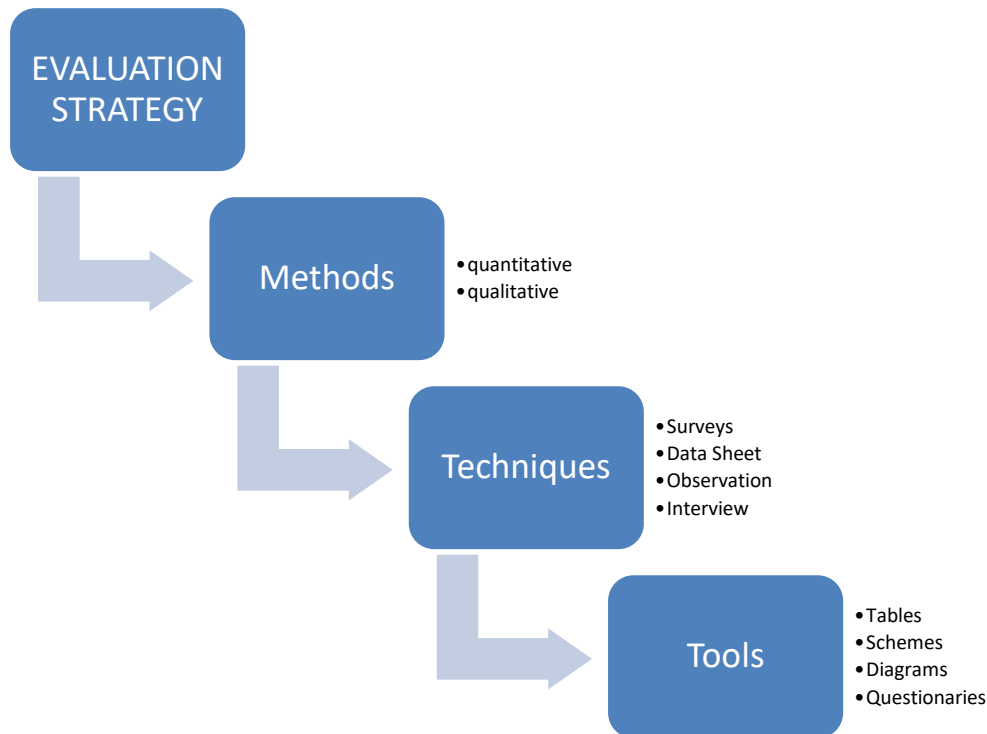 EVALUATION
STRATEGY
Methods
•quantitative
•qualitative
Techniques
•Surveys
•Data Sheet
•Observation
•Interview
Tools
•Tables
•Schemes
•Diagrams
•Questionaries